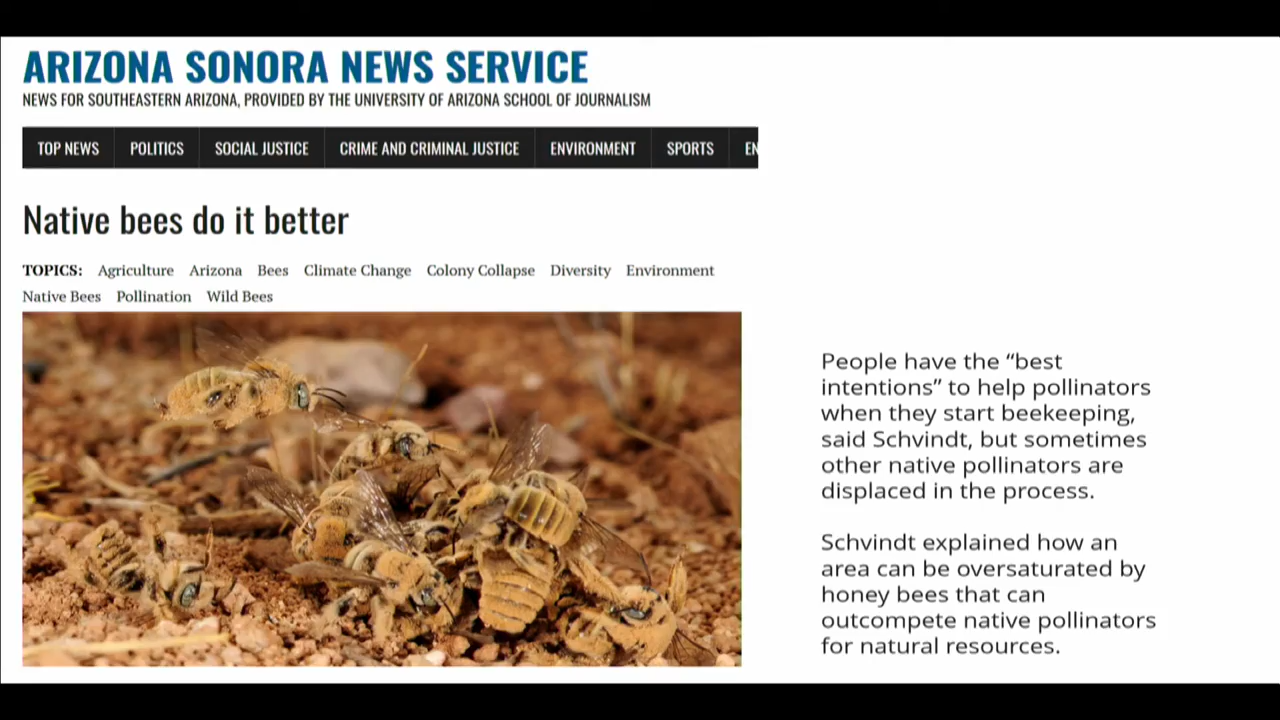 ARIZONA SONORA NEWS SERVICE
NEWS FOR SOUTHEASTERN ARIZONA, PROVIDED BY THE UNIVERSITY OF ARIZONA SCHOOL OF JOURNALISM
TOP NEWS POLITICS SOCIAL JUSTICE CRIME AND CRIMINAL JUSTICE ENVIRONMENT SPORTS EN
Native bees do it better
TOPICS: Agriculture Arizona Bees Climate Change Colony Collapse Diversity Environment
Native Bees Pollination Wild Bees
People have the “best
intentions” to help pollinators
when they start beekeeping,
said Schvindt, but sometimes
other native pollinators are
displaced in the process.
Schvindt explained how an
area can be oversaturated by
honey bees that can
outcompete native pollinators
for natural resources.